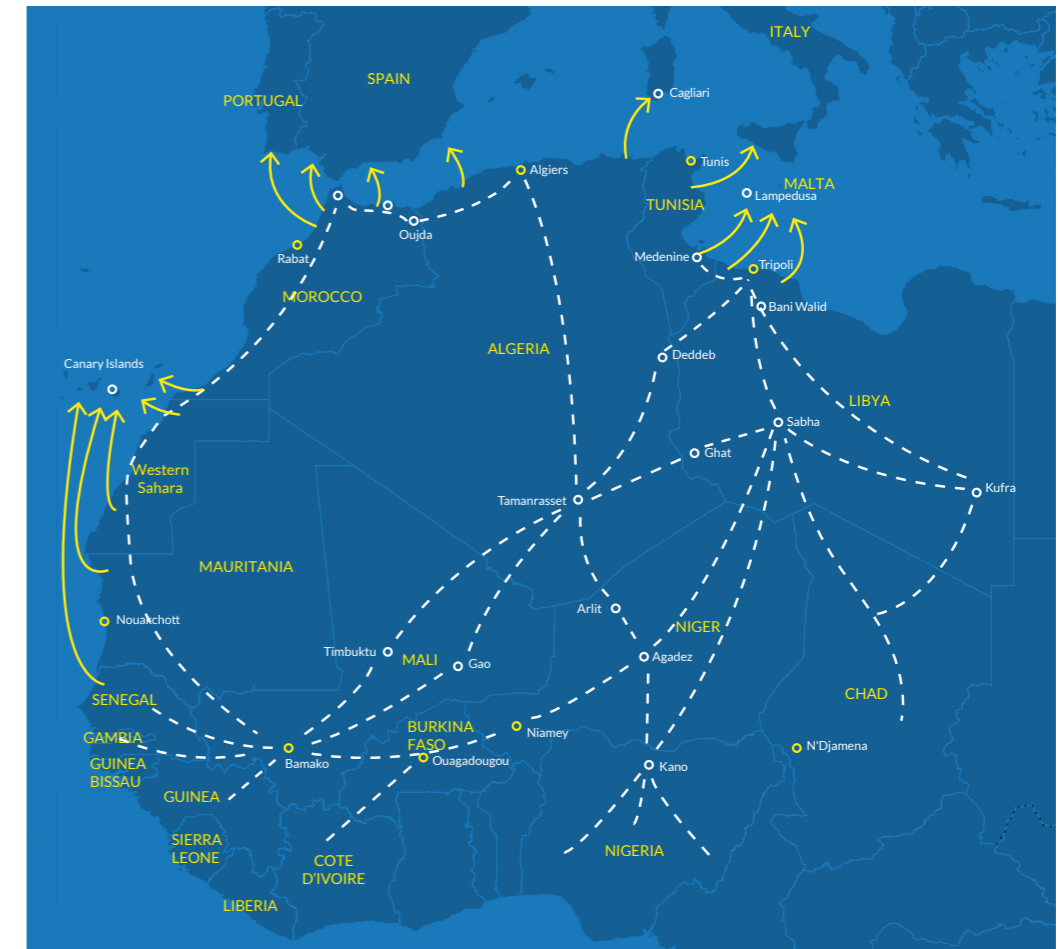 ITALY
SPAIN
Cagliari
PORTUGAL
Tunis
Algiers
MALTA
Lampedusa
TUNISIA
Oujda
Rabat
Medenine
Tripoli
MOROCCO
Bani Walid
ALGERIA
Deddeb
Canary Islands
LIBYA
Sabha
Ghat
Western
Sahara
Kufra
Tamanrasset
MAURITANIA
Arlit
Nouakchott
NIGER
Timbuktu
MALI
Gao
Agadez
CHAD
SENEGAL
BURKINA
FASO
Niamey
GAMBIA
N'Djamena
GUINEA
BISSAU
Bamako
Ouagadougou
Kano
GUINEA
SIERRA
LEONE
NIGERIA
COTE
D'IVOIRE
LIBERIA